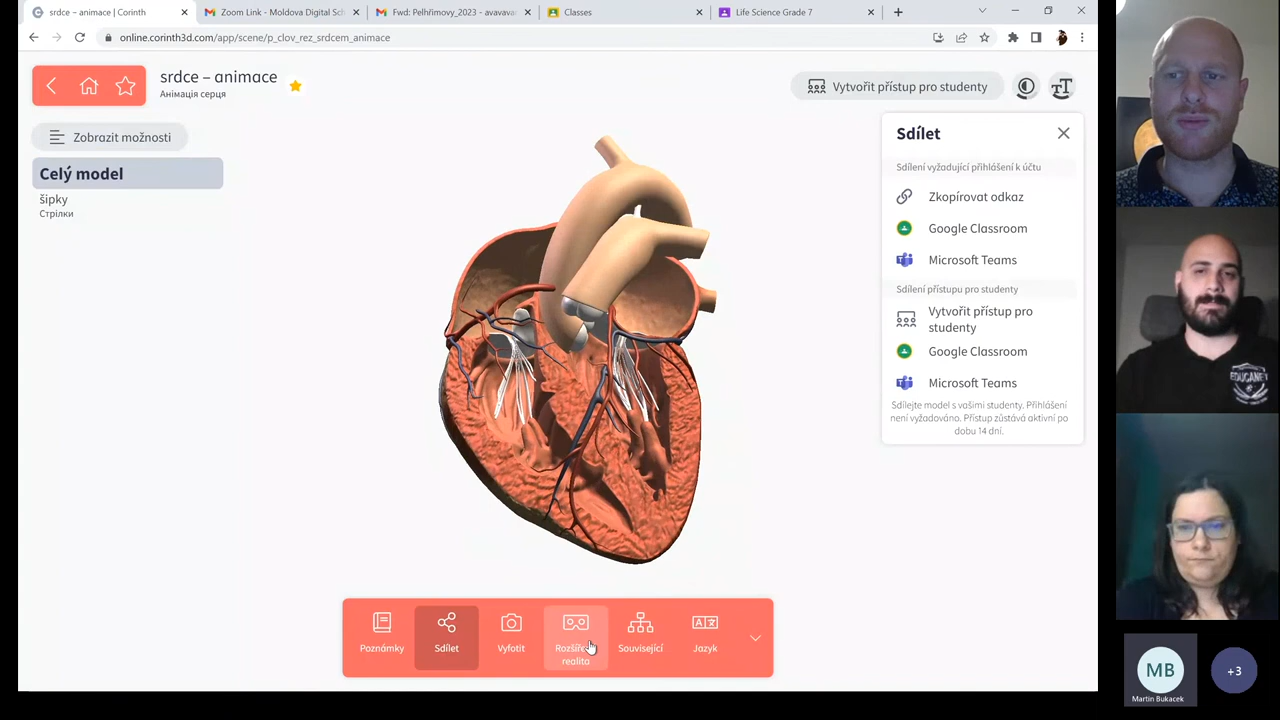 srdce – animace | Corinth
Zoom Link - Moldova Digital Sch
Fwd: Pelhřimovy_2023 - avavavav
Classes
Life Science Grade 7
online.corinth3d.com/app/scene/p_clov_rez_srdcem_animace
srdce – animace
Анімація серця
Vytvořit přístup pro studenty
TT
Zobrazit možnosti
Celý model
šipky
Стрілки
Sdílet
Sdílení vyžadující přihlášení k účtu
Zkopírovat odkaz
Google Classroom
Microsoft Teams
Sdílení přístupu pro studenty
Vytvořit přístup pro
studenty
Google Classroom
Microsoft Teams
Sdílejte model s vašimi studenty. Přihlášení
není vyžadováno. Přístup zůstává aktivní po
dobu 14 dní.
Poznámky
Sdílet
Vyfotit
realita
Související
Jazyk
EDUCANET
MB
Martin Bukacek
+3